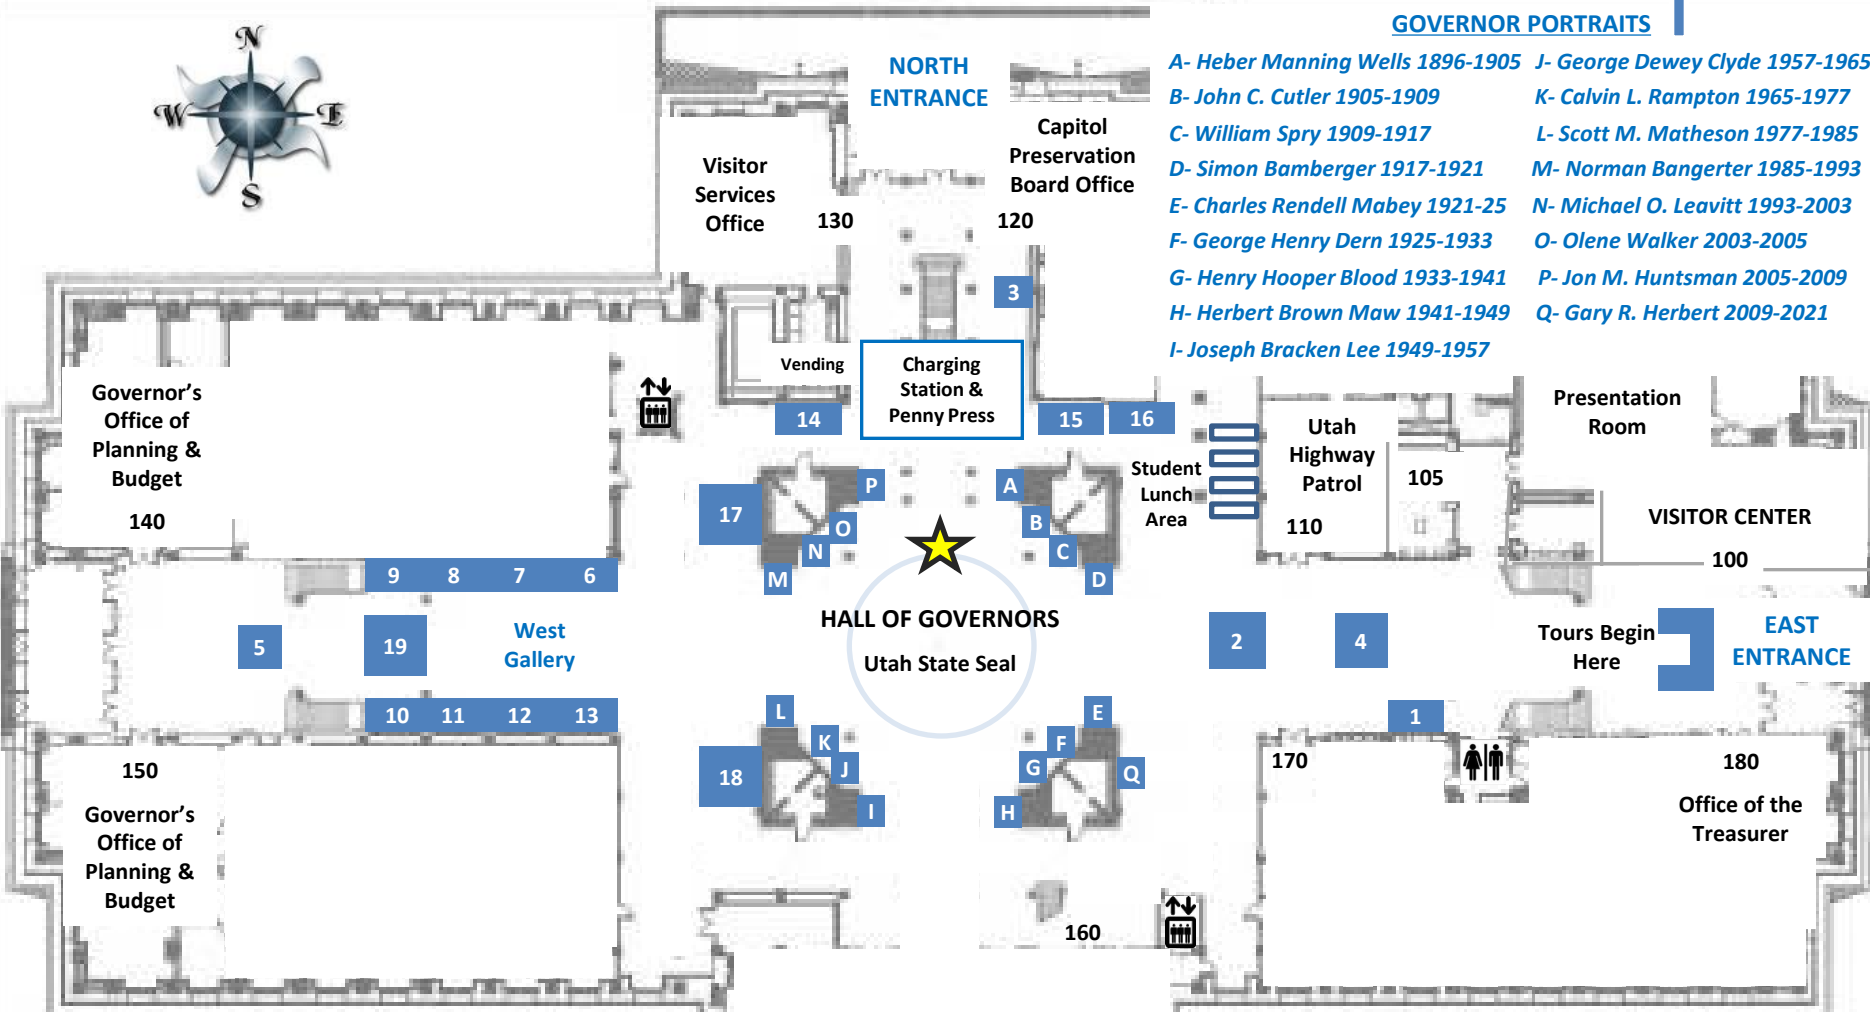 N
W
E
S
NORTH
ENTRANCE
GOVERNOR PORTRAITS
A- Heber Manning Wells 1896-1905
B- John C. Cutler 1905-1909
C- William Spry 1909-1917
D- Simon Bamberger 1917-1921
E- Charles Rendell Mabey 1921-25
F- George Henry Dern 1925-1933
G- Henry Hooper Blood 1933-1941
H- Herbert Brown Maw 1941-1949
I- Joseph Bracken Lee 1949-1957
J- George Dewey Clyde 1957-1965
K- Calvin L. Rampton 1965-1977
L- Scott M. Matheson 1977-1985
M- Norman Bangerter 1985-1993
N- Michael O. Leavitt 1993-2003
O- Olene Walker 2003-2005
P- Jon M. Huntsman 2005-2009
Q- Gary R. Herbert 2009-2021
Visitor
Services
Office
130
Capitol
Preservation
Board Office
120
3
Vending
Charging
Station &
Penny Press
14
15
16
Governor's
Office of
Planning &
Budget
140
Student
Lunch
Area
Utah
Highway
Patrol
110
105
Presentation
Room
VISITOR CENTER
100
17
P
O
N
M
A
B
C
D
9
8
7
6
5
19
West
Gallery
10
11
12
13
HALL OF GOVERNORS
Utah State Seal
2
4
1
Tours Begin
Here
EAST
ENTRANCE
18
L
K
J
I
E
F
G
H
Q
150
Governor's
Office of
Planning &
Budget
160
170
180
Office of the
Treasurer